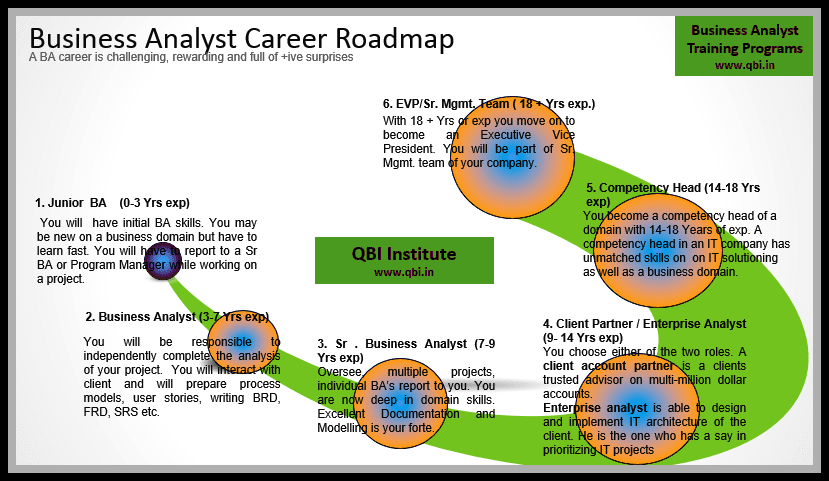 Business Analyst Career Roadmap
A BA career is challenging, rewarding and full of +ive surprises
Business Analyst
Training Programs
www.qbi.in
6. EVP/Sr. Mgmt. Team ( 18 + Yrs exp.)
With 18 + Yrs of exp you move on to
become an Executive Vice
President. You will be part of Sr.
Mgmt. team of your company.
5. Competency Head (14-18 Yrs
exp)
You become a competency head of a
domain with 14-18 Years of exp. A
competency head in an IT company has
unmatched skills on on IT solutioning
as well as a business domain.
1. Junior BA (0-3 Yrs exp)
You will have initial BA skills. You may
be new on a business domain but have to
learn fast. You will have to report to a Sr
BA or Program Manager while working on
a project.
QBI Institute
www.qbi.in
2. Business Analyst (3-7 Yrs exp)
You will be responsible to
independently complete the analysis
of your project. You will interact with
client and will prepare process
models, user stories, writing BRD,
FRD, SRS etc.
3. Sr . Business Analyst (7-9
Yrs exp)
Oversee multiple projects,
individual BA's report to you. You
are now deep in domain skills.
Excellent Documentation and
Modelling is your forte.
4. Client Partner / Enterprise Analyst
(9- 14 Yrs exp)
You choose either of the two roles. A
client account partner is a clients
trusted advisor on multi-million dollar
accounts.
Enterprise analyst is able to design
and implement IT architecture of the
client. He is the one who has a say in
prioritizing IT projects